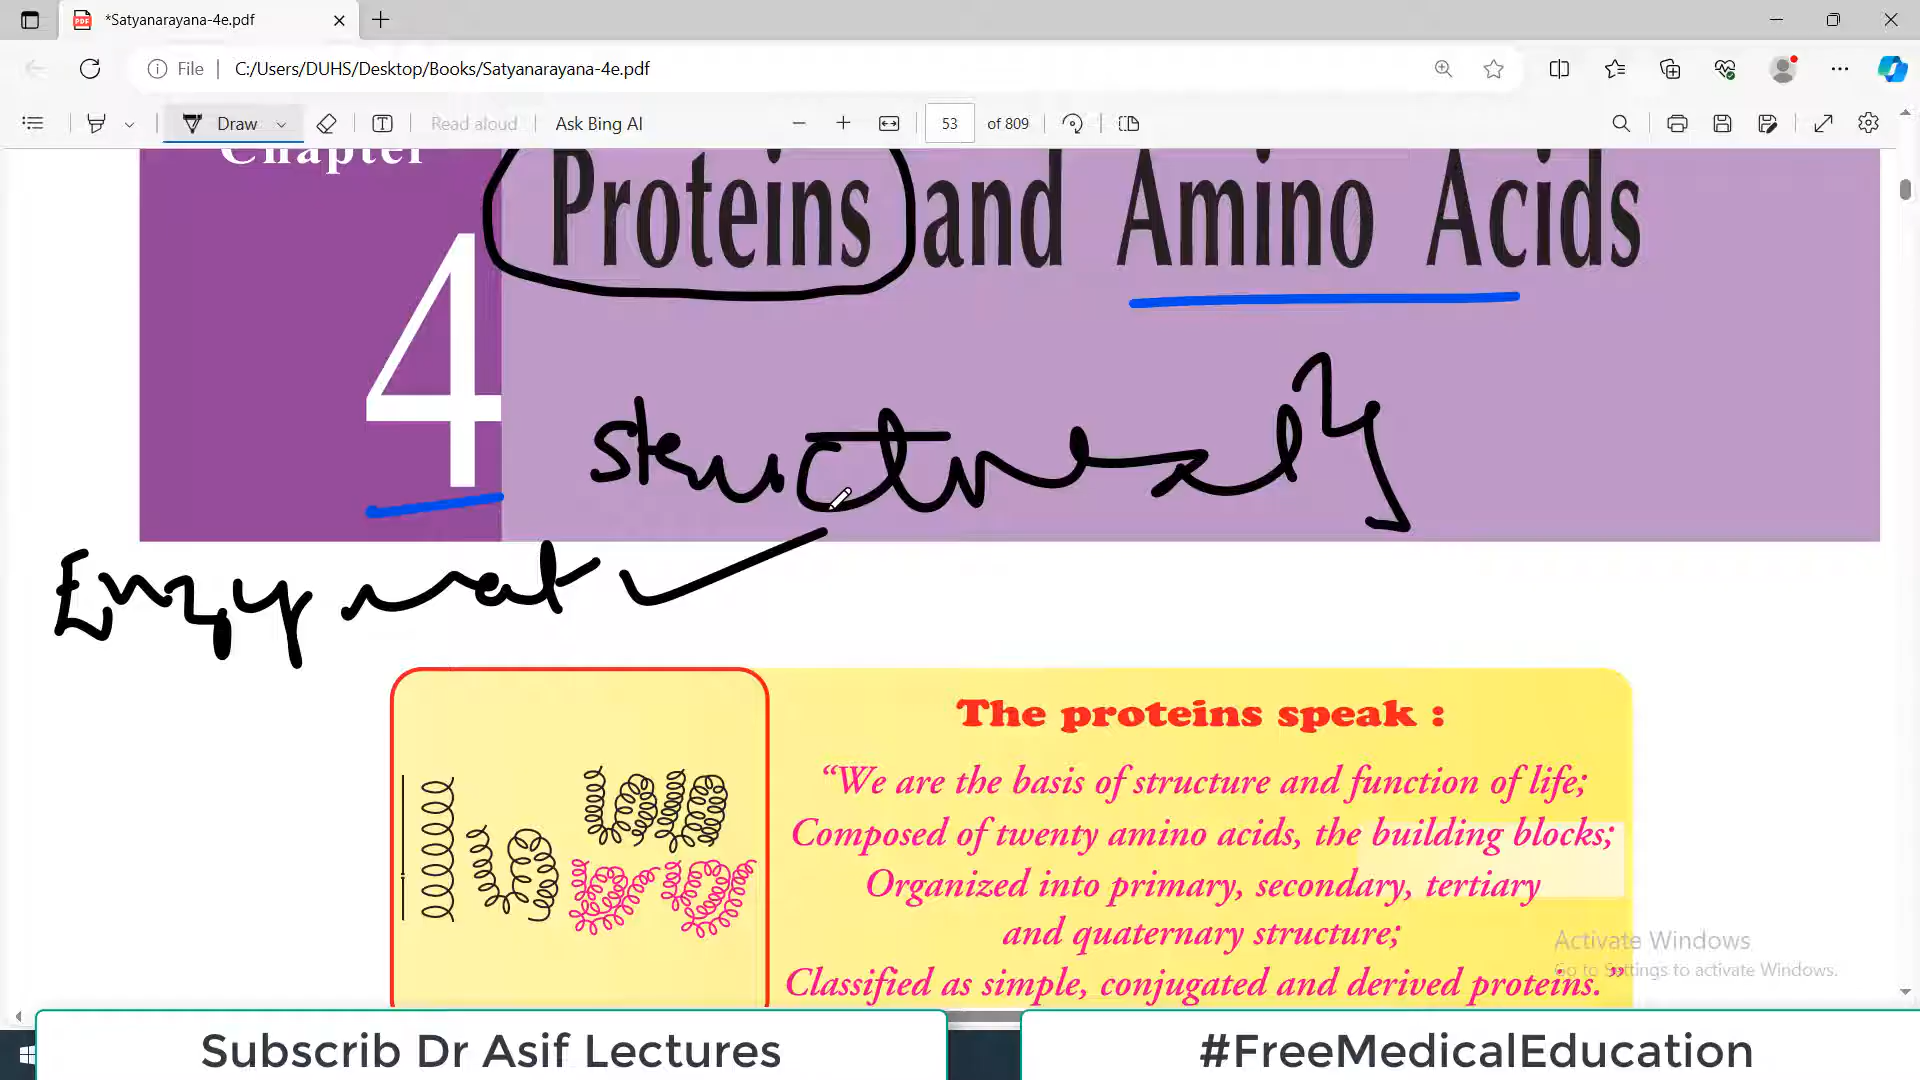 *Satyanarayana-4e.pdf
File
C:/Users/DUHS/Desktop/Books/Satyanarayana-4e.pdf
Draw
Read aloud
Ask Bing AI
53 of 809
Chapter
4
Proteins and Amino Acids
The proteins speak :
“We are the basis of structure and function of life;
Composed of twenty amino acids, the building blocks;
Organized into primary, secondary, tertiary
and quaternary structure;
Classified as simple, conjugated and derived proteins.”
Activate Windows
Go to Settings to activate Windows.
Subscrib Dr Asif Lectures
#FreeMedicalEducation